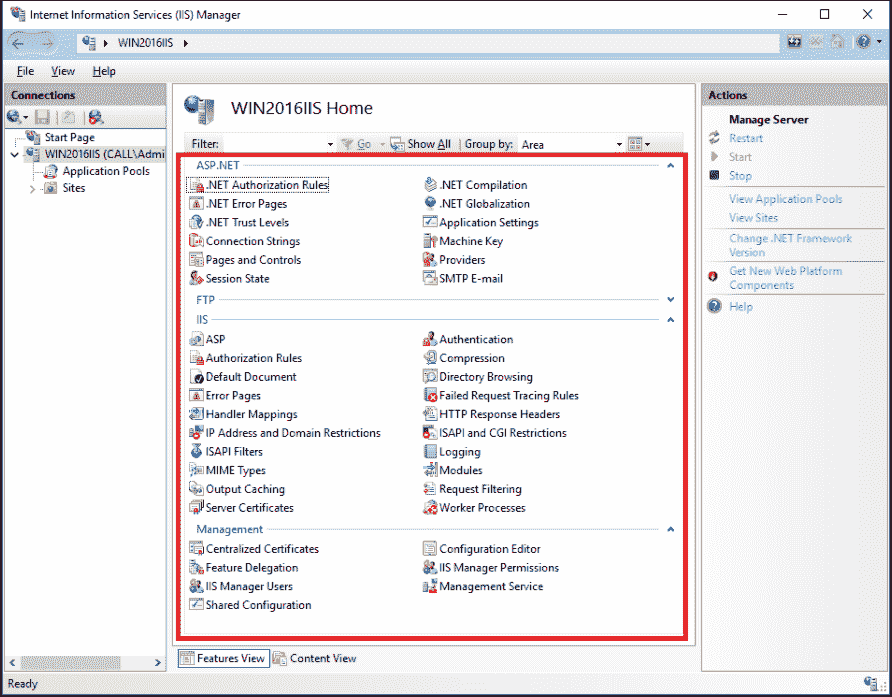 Internet Information Services (IIS) Manager
WIN2016IIS
File View Help
Connections
Start Page
WIN2016IIS (CALL\Admi
Application Pools
Sites
WIN2016IIS Home
Filter: Go Show All Group by: Area
ASP.NET
.NET Authorization Rules .NET Compilation
.NET Error Pages .NET Globalization
.NET Trust Levels Application Settings
Connection Strings Machine Key
Pages and Controls Providers
Session State SMTP E-mail
FTP
IIS
ASP Authentication
Authorization Rules Compression
Default Document Directory Browsing
Error Pages Failed Request Tracing Rules
Handler Mappings HTTP Response Headers
IP Address and Domain Restrictions ISAPI and CGI Restrictions
ISAPI Filters Logging
MIME Types Modules
Output Caching Request Filtering
Server Certificates Worker Processes
Management
Centralized Certificates Configuration Editor
Feature Delegation IIS Manager Permissions
IIS Manager Users Management Service
Shared Configuration
Features View Content View
Actions
Manage Server
Restart
Start
Stop
View Application Pools
View Sites
Change .NET Framework
Version
Get New Web Platform
Components
Help
Ready